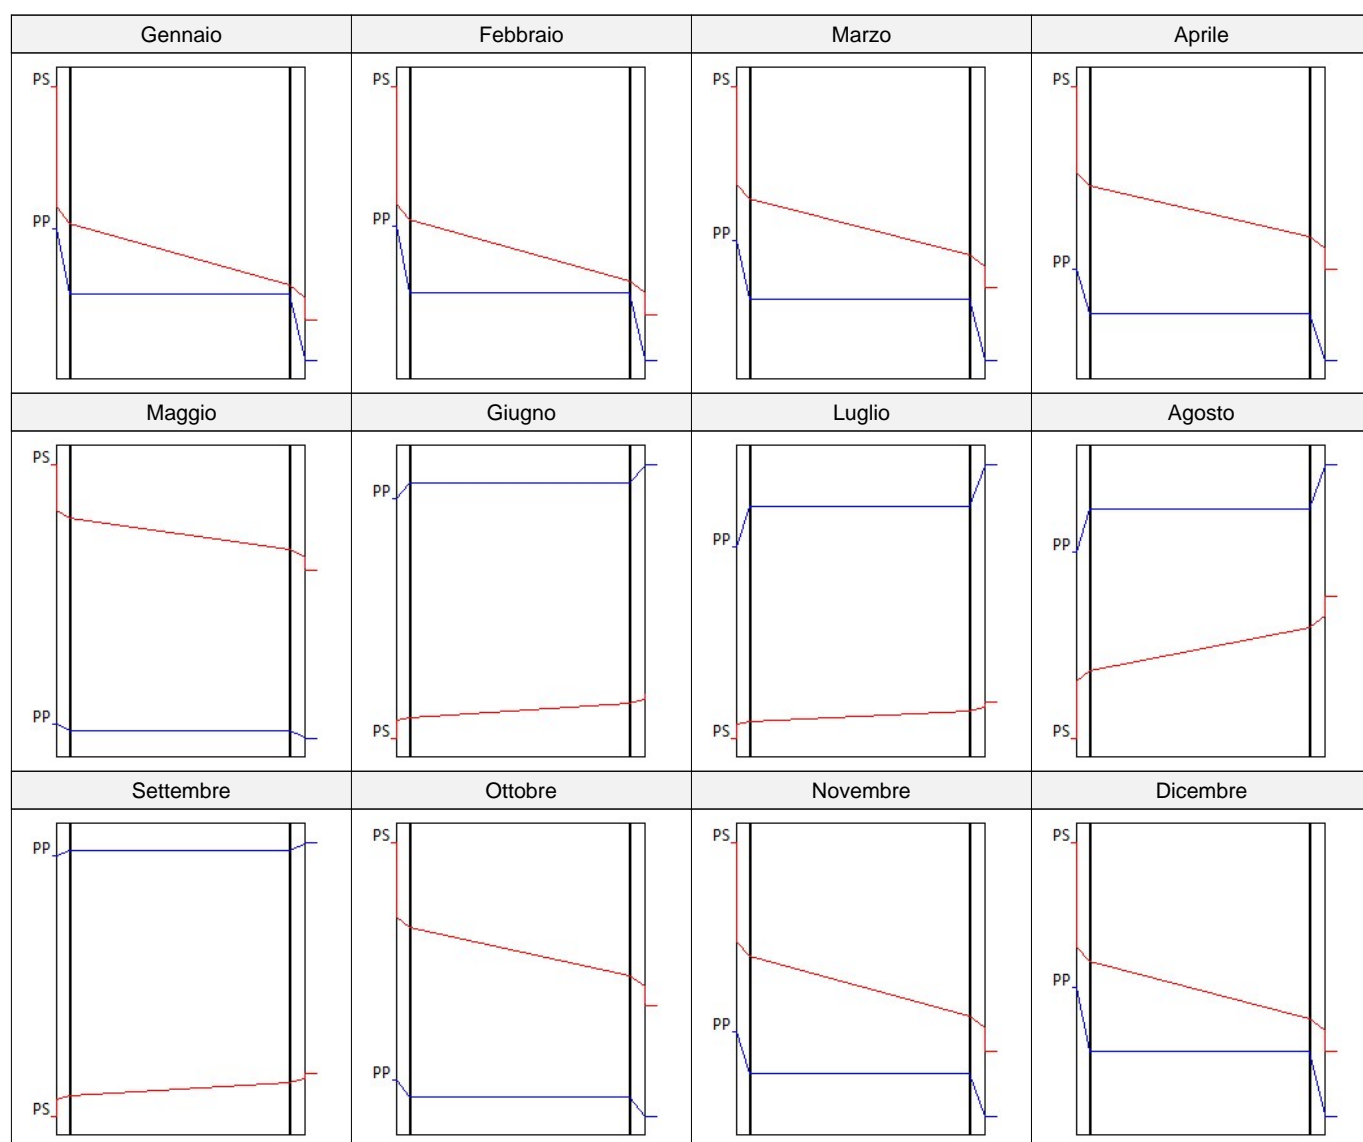 Gennaio Febbraio Marzo Aprile
PS PS PS PS
PP PP PP PP
Maggio Giugno Luglio Agosto
PS PP PP PP
PP PS PS PS
Settembre Ottobre Novembre Dicembre
PP PS PS PS
PS PP PP PP